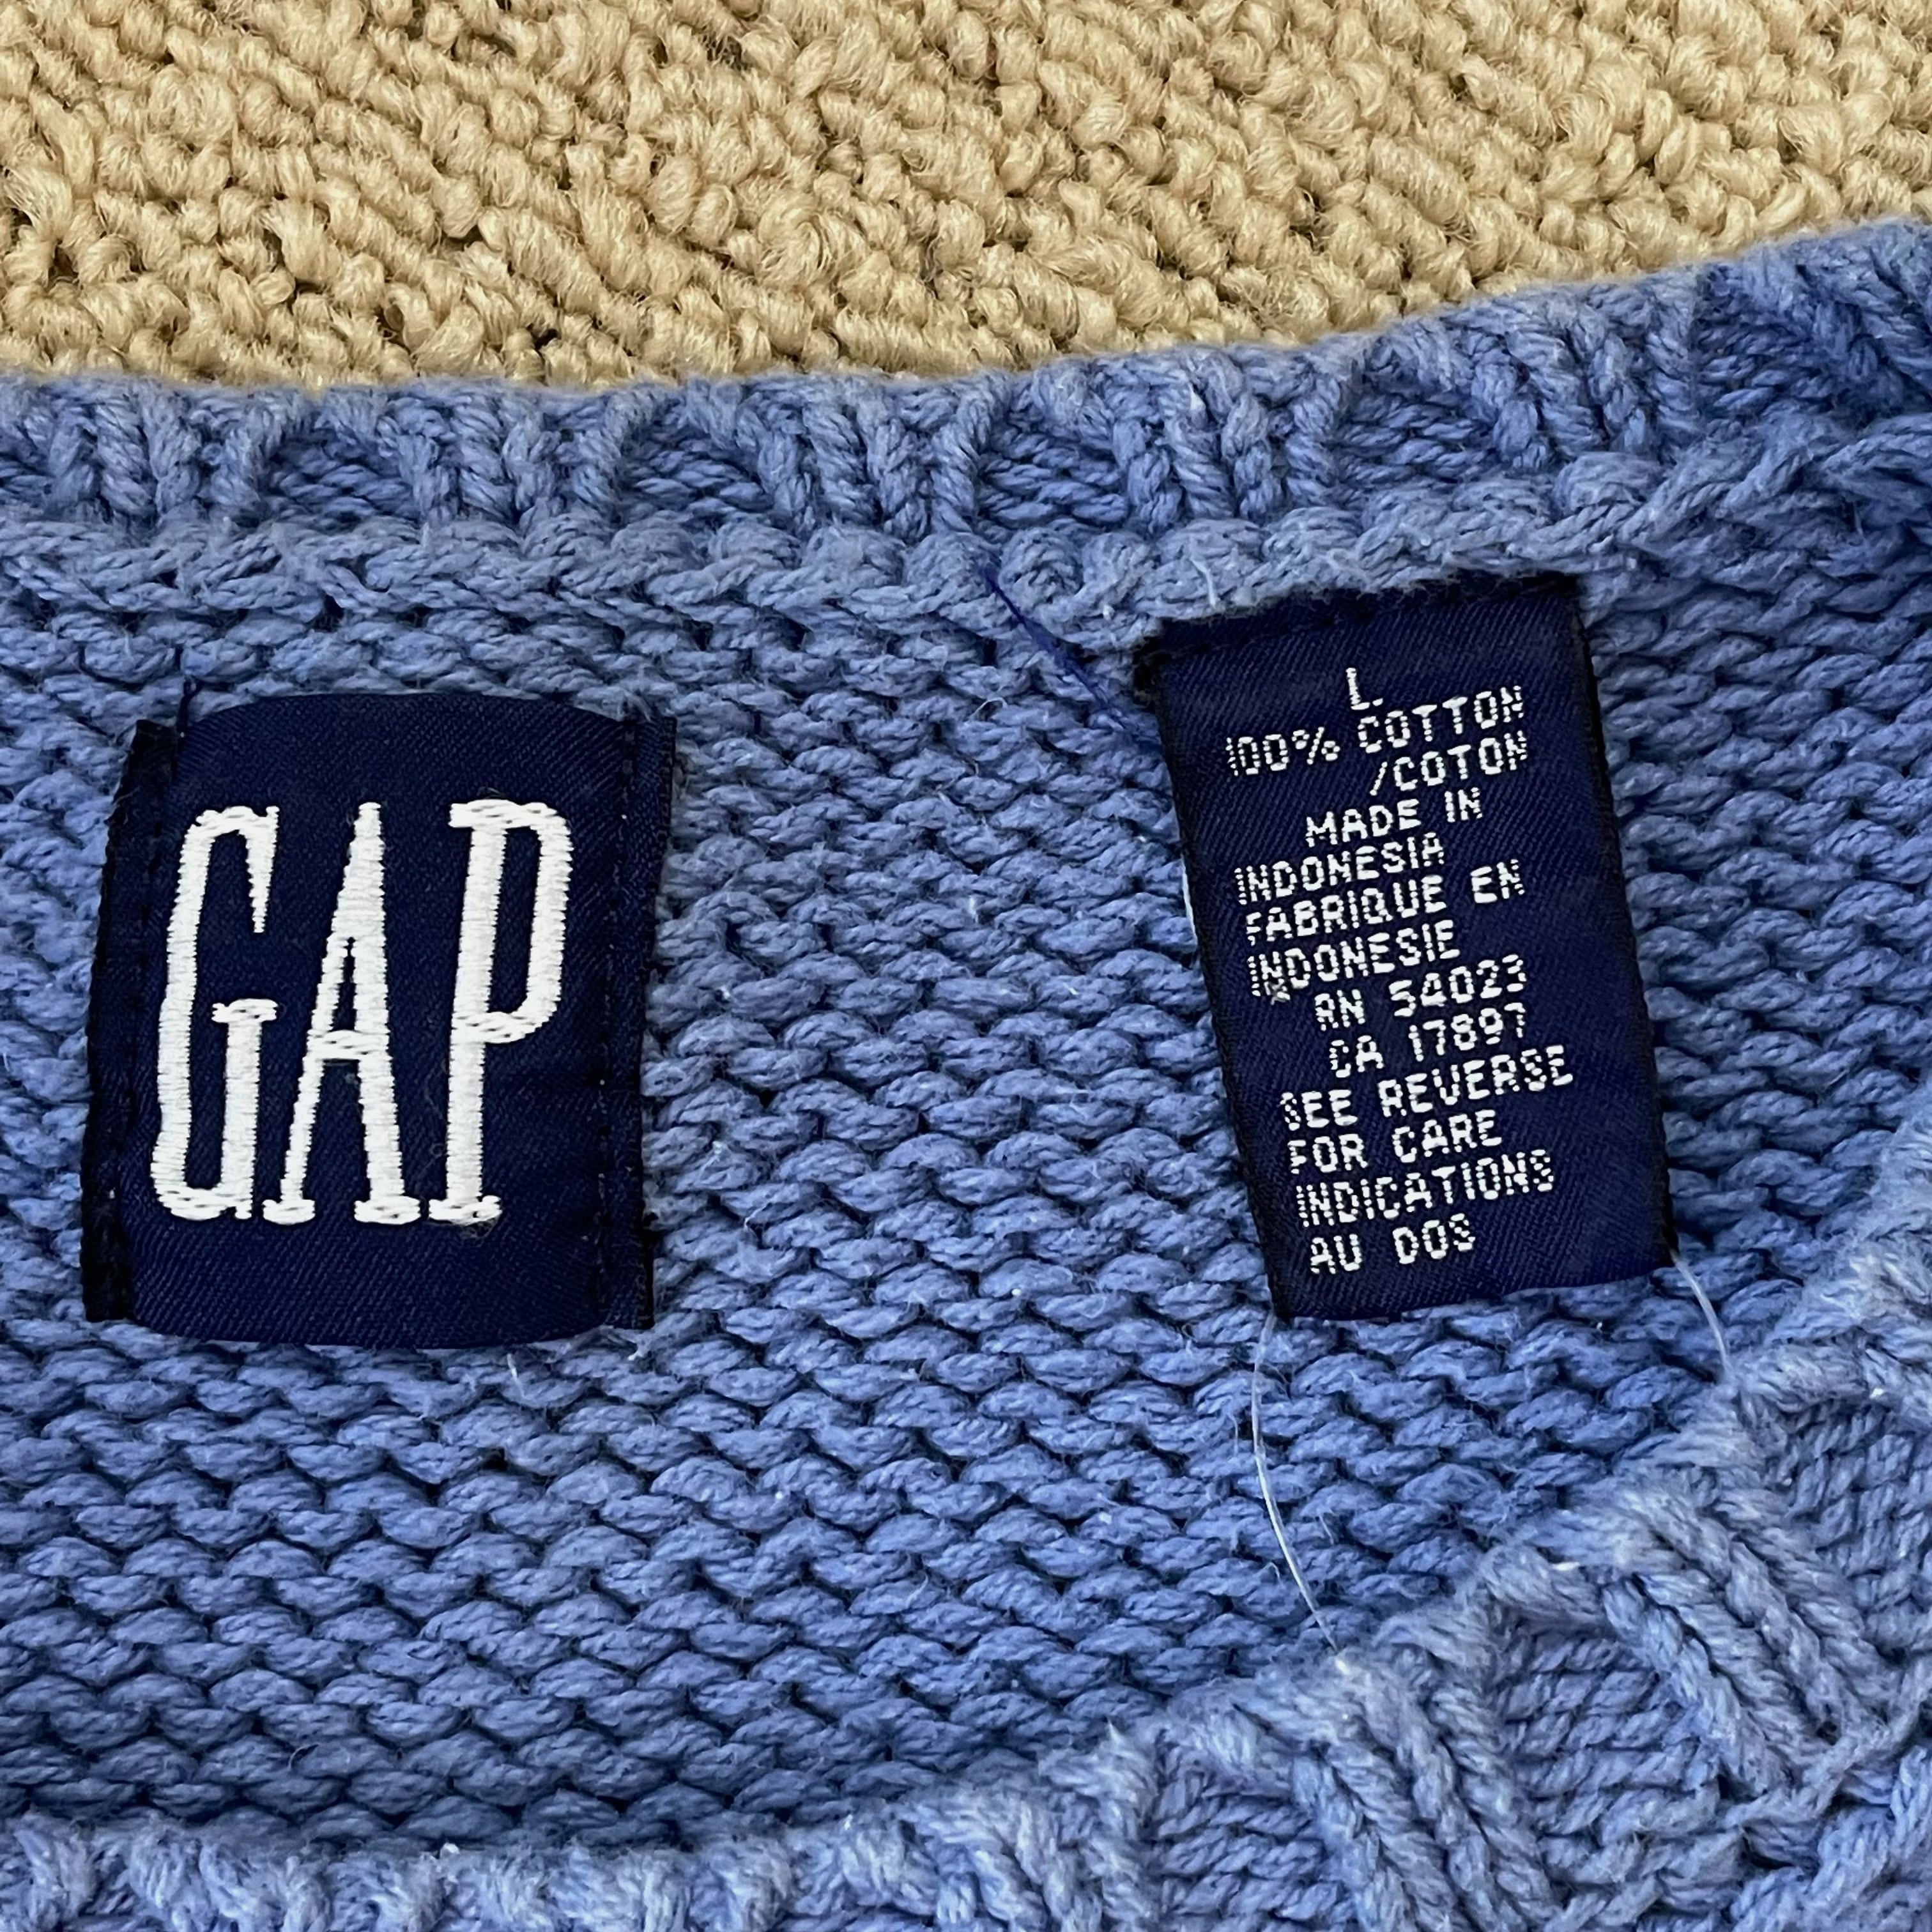 GAP
L
100% COTTON
/COTON
MADE IN
INDONESIA
FABRIQUE EN
INDONESIE
RN 54023
CA 17897
SEE REVERSE
FOR CARE
INDICATIONS
AU DOS